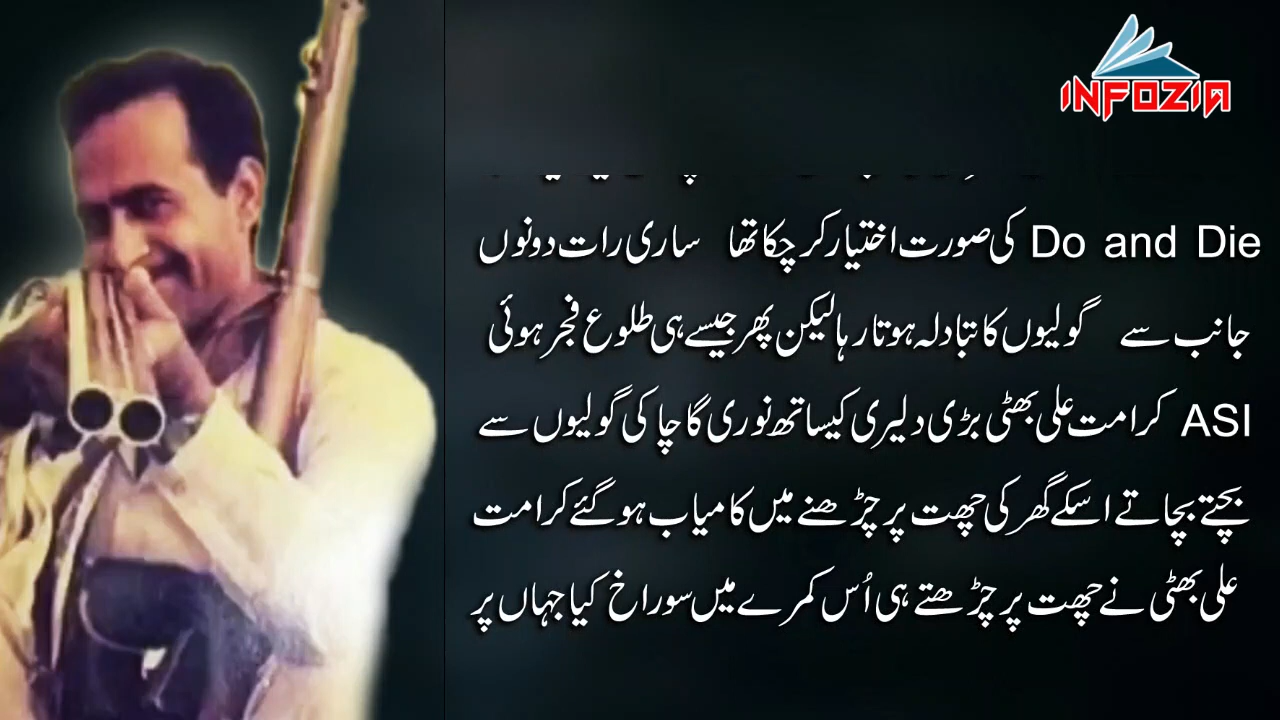 INFOZIA
Do and Die کی صورت اختیار کر چکا تھا ساری رات دونوں
جانب سے گولیوں کا تبادلہ ہوتا رہا لیکن پھر جیسے ہی طلوع فجر ہوئی
ASI کرامت علی بھٹی بڑی دلیری کیساتھ نوری گاجا کی گولیوں سے
بچتے بچاتے اسکے گھر کی چھت پر چڑھنے میں کامیاب ہو گئے کرامت
علی بھٹی نے چھت پر چڑھتے ہی اُس کمرے میں سوراخ کیا جہاں پر